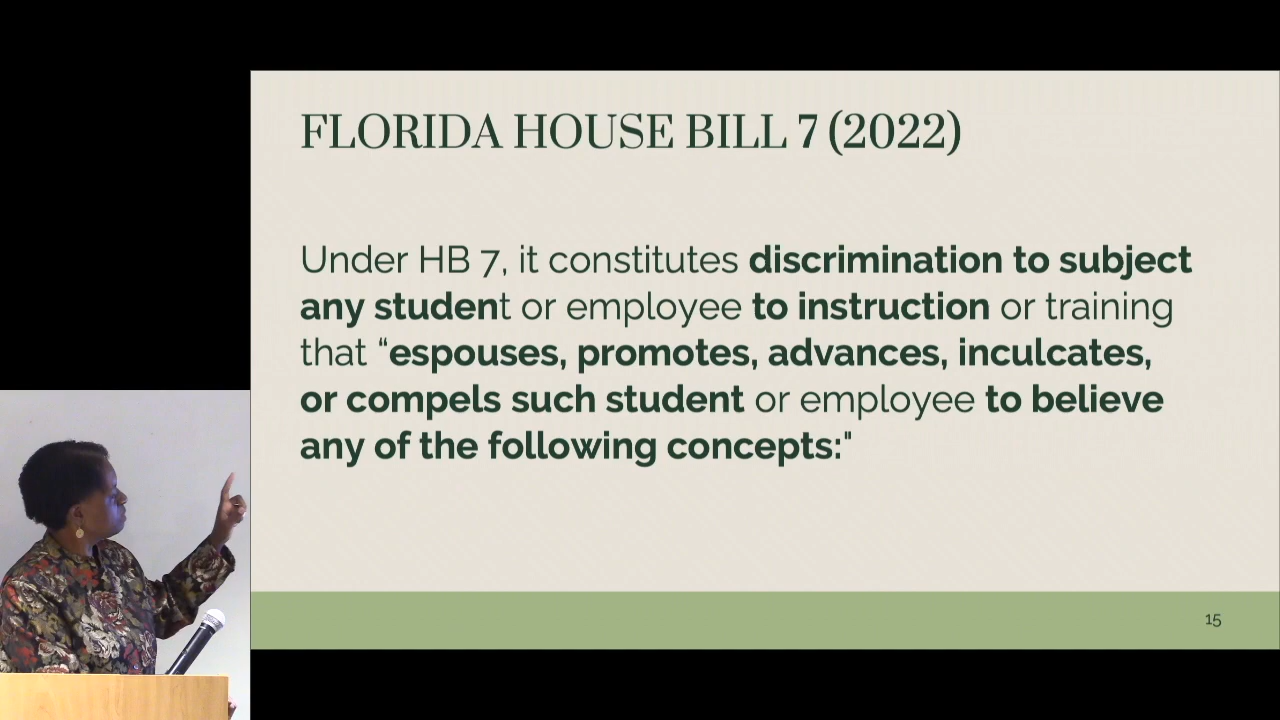 FLORIDA HOUSE BILL 7 (2022)
Under HB 7, it constitutes discrimination to subject
any student or employee to instruction or training
that “espouses, promotes, advances, inculcates,
or compels such student or employee to believe
any of the following concepts:"
15